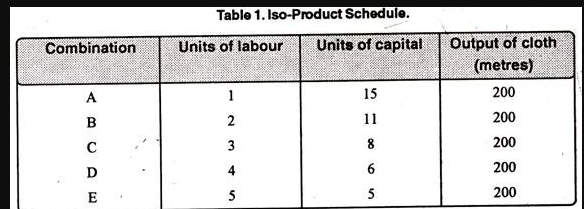 Table 1. Iso-Product Schedule.
Combination Units of labour Units of capital Output of cloth
(metres)
A 1 15 200
B 2 11 200
C 3 8 200
D 4 6 200
E 5 5 200